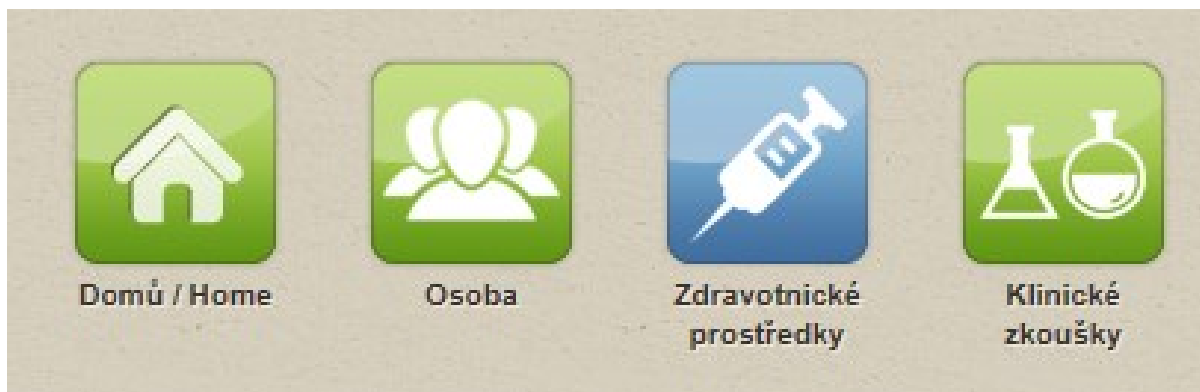 Domů / Home
Osoba
Zdravotnické
prostředky
Klinické
zkoušky